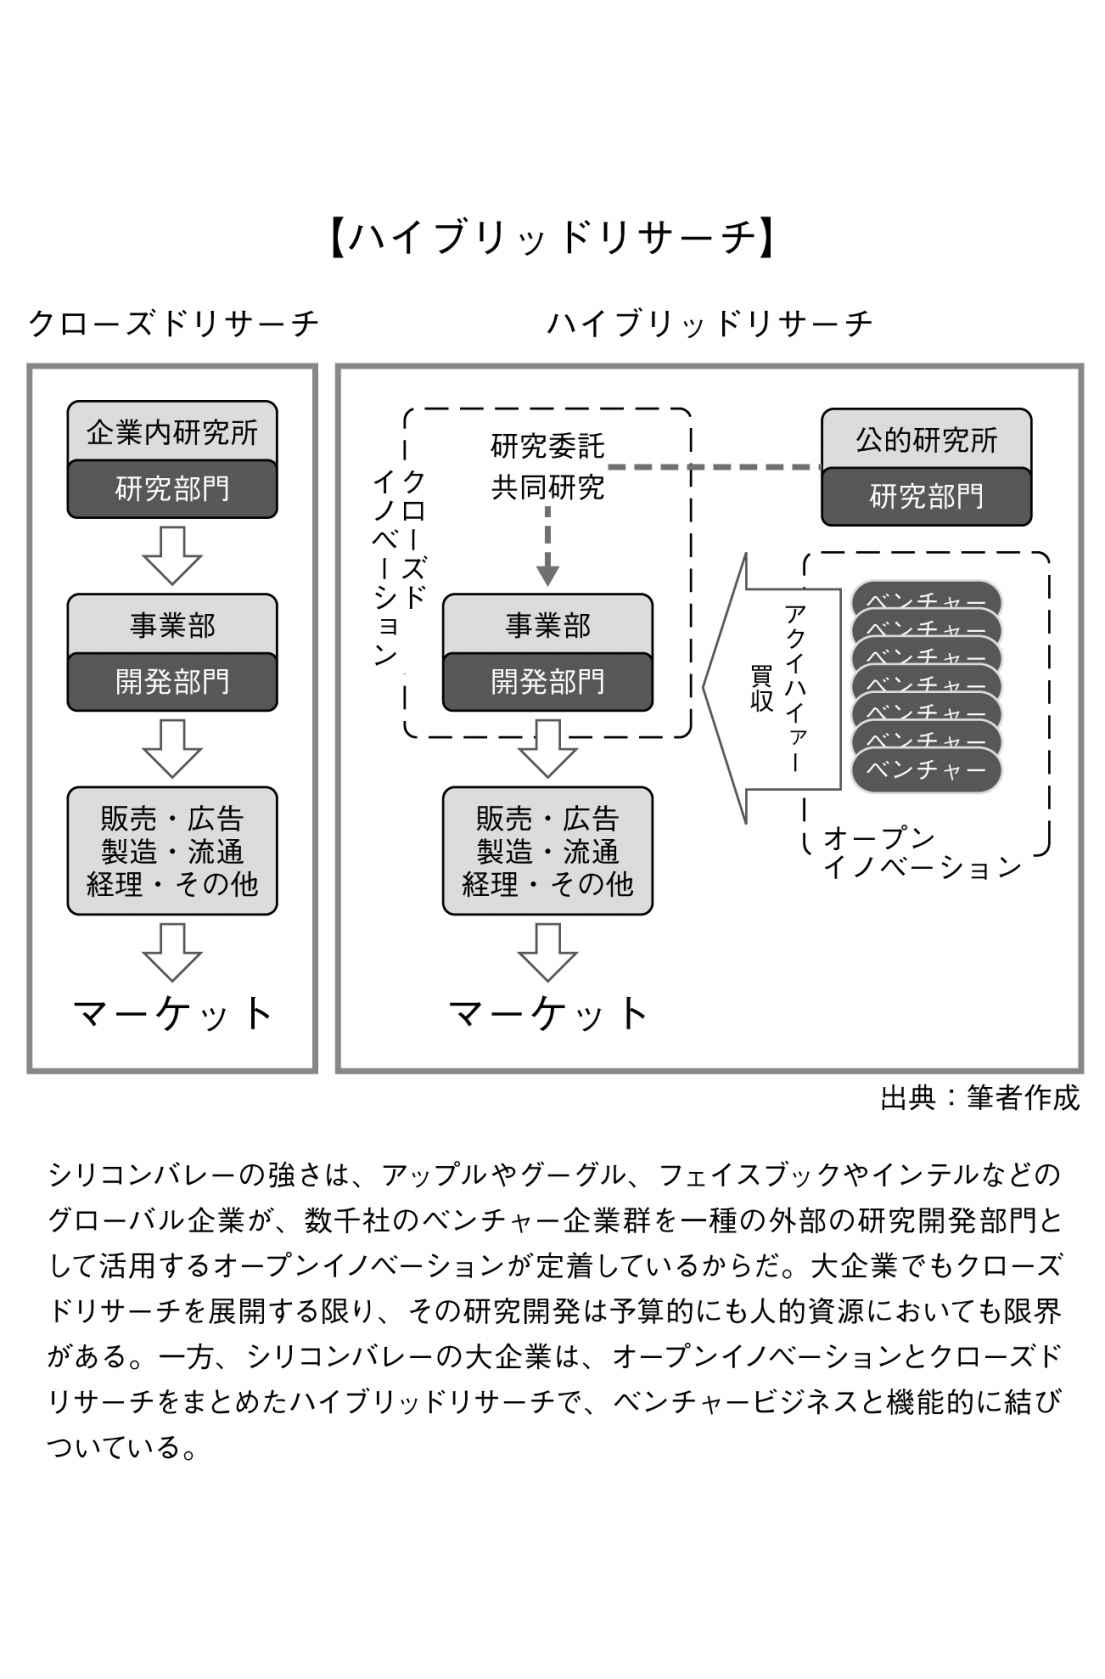 【ハイブリッドリサーチ】
クローズドリサーチ
企業内研究所
研究部門
事業部
開発部門
販売・広告
製造・流通
経理・その他
マーケット
ハイブリッドリサーチ
クローズド
イノベーション
研究委託
共同研究
事業部
開発部門
販売・広告
製造・流通
経理・その他
マーケット
公的研究所
研究部門
アクイハイアー
買収
ベンチャー
ベンチャー
ベンチャー
ベンチャー
ベンチャー
ベンチャー
ベンチャー
オープン
イノベーション
出典：筆者作成
シリコンバレーの強さは、アップルやグーグル、フェイスブックやインテルなどの
グローバル企業が、数千社のベンチャー企業群を一種の外部の研究開発部門と
して活用するオープンイノベーションが定着しているからだ。大企業でもクローズ
ドリサーチを展開する限り、その研究開発は予算的にも人的資源においても限界
がある。一方、シリコンバレーの大企業は、オープンイノベーションとクローズド
リサーチをまとめたハイブリッドリサーチで、ベンチャービジネスと機能的に結び
ついている。